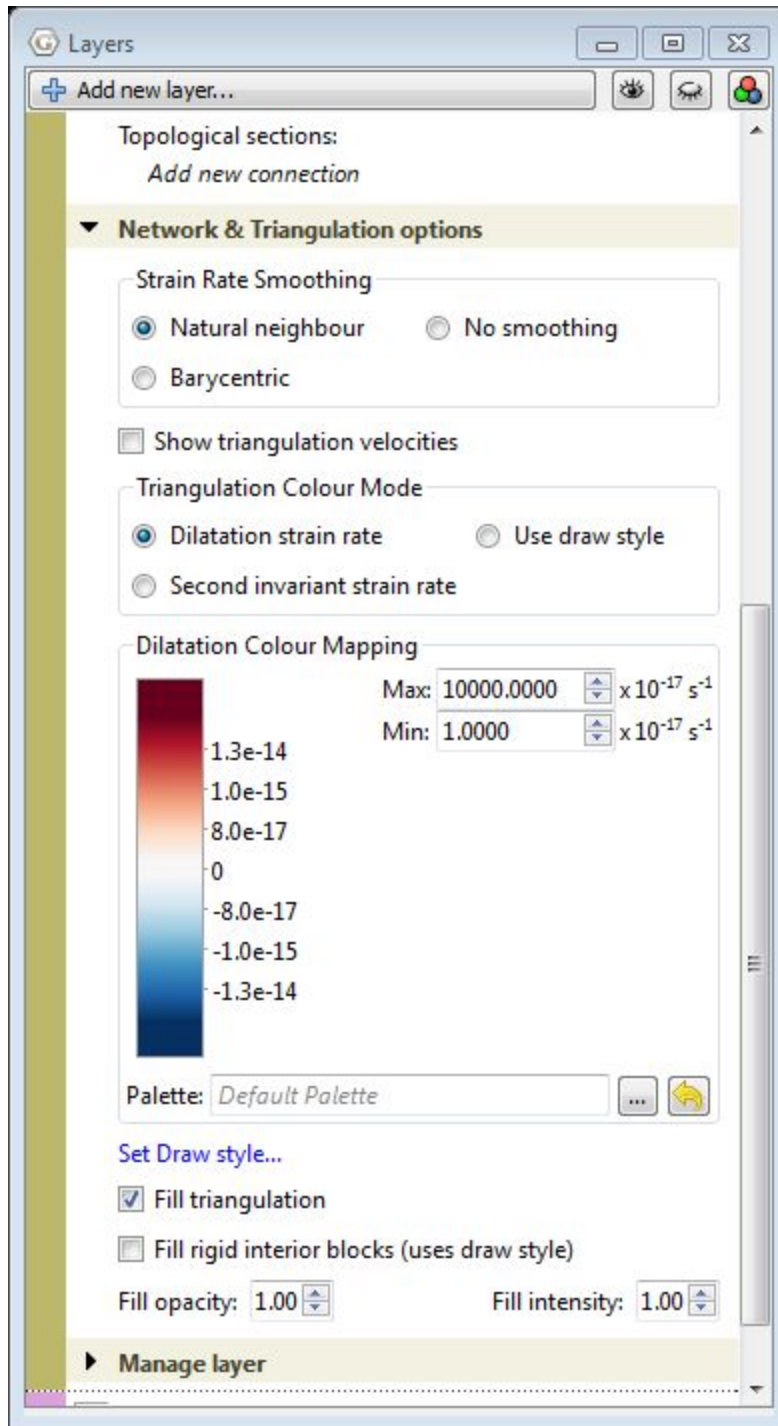 Layers
Add new layer...
Topological sections:
Add new connection
Network & Triangulation options
Strain Rate Smoothing
Natural neighbour No smoothing
Barycentric
Show triangulation velocities
Triangulation Colour Mode
Dilatation strain rate Use draw style
Second invariant strain rate
Dilatation Colour Mapping
Max: 10000.0000 x 10⁻¹⁷ s⁻¹
Min: 1.0000 x 10⁻¹⁷ s⁻¹
1.3e-14
1.0e-15
8.0e-17
0
-8.0e-17
-1.0e-15
-1.3e-14
Palette: Default Palette ...
Set Draw style...
Fill triangulation
Fill rigid interior blocks (uses draw style)
Fill opacity: 1.00 Fill intensity: 1.00
Manage layer